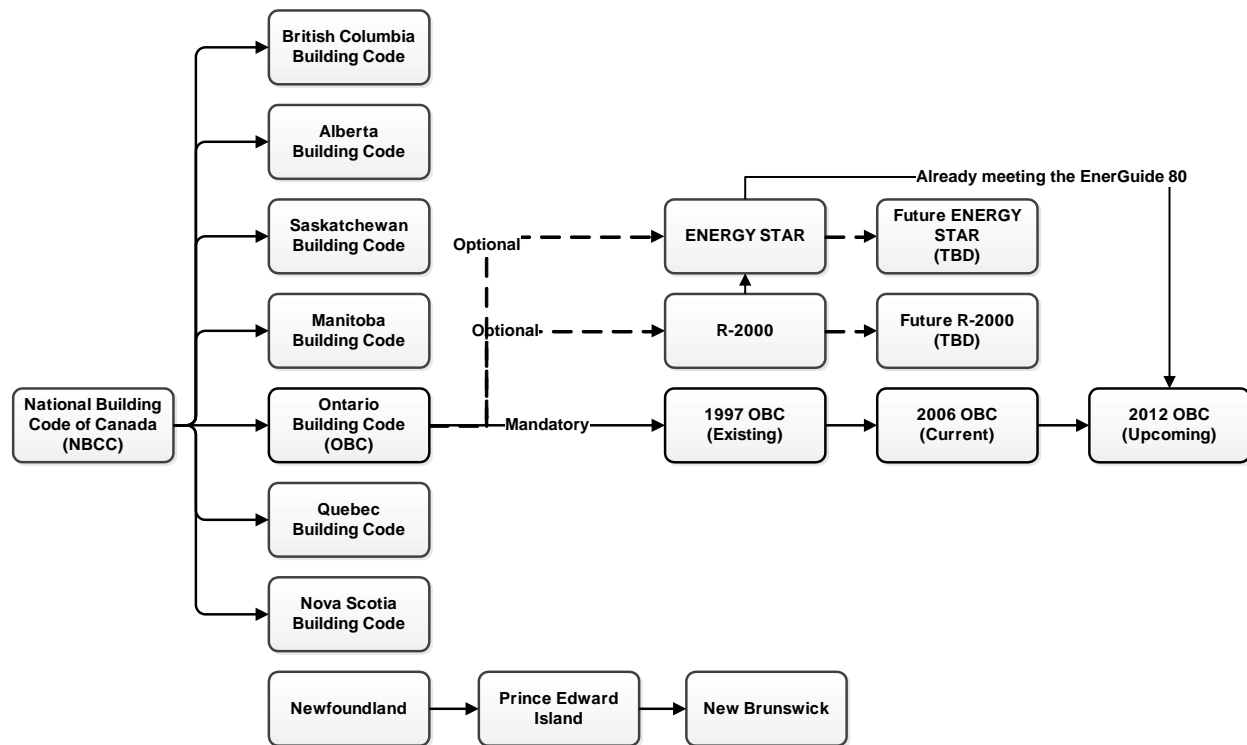 British Columbia
Building Code
Alberta
Building Code
Already meeting the EnerGuide 80
Saskatchewan
Building Code
Optional
ENERGY STAR
Future ENERGY
STAR
(TBD)
Manitoba
Building Code
Optional
R-2000
Future R-2000
(TBD)
National Building
Code of Canada
(NBCC)
Ontario
Building Code
(OBC)
Mandatory
1997 OBC
(Existing)
2006 OBC
(Current)
2012 OBC
(Upcoming)
Quebec
Building Code
Nova Scotia
Building Code
Newfoundland
Prince Edward
Island
New Brunswick